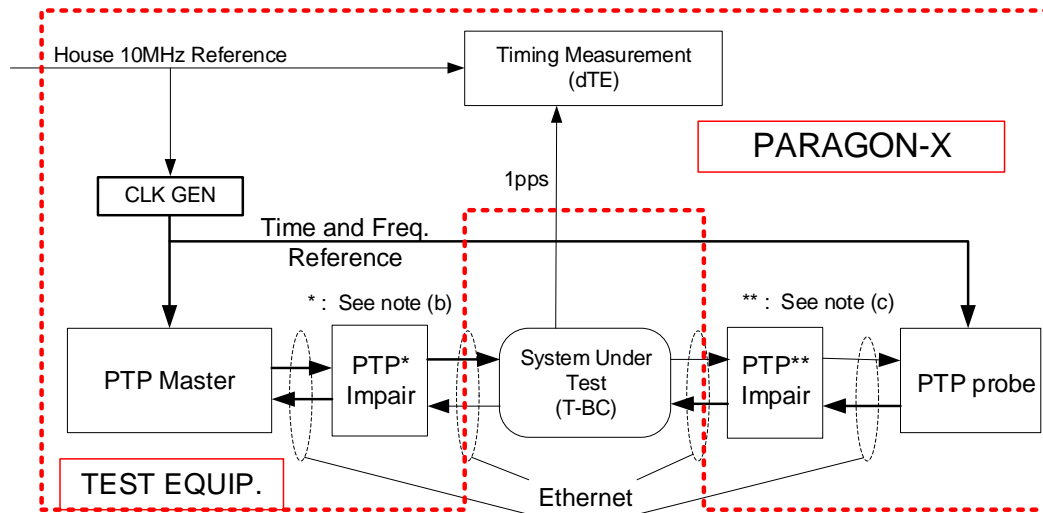 House 10MHz Reference
Timing Measurement
(dTE)
PARAGON-X
1pps
CLK GEN
Time and Freq.
Reference
* : See note (b)
** : See note (c)
PTP Master
PTP*
Impair
System Under
Test
(T-BC)
PTP**
Impair
PTP probe
TEST EQUIP.
Ethernet